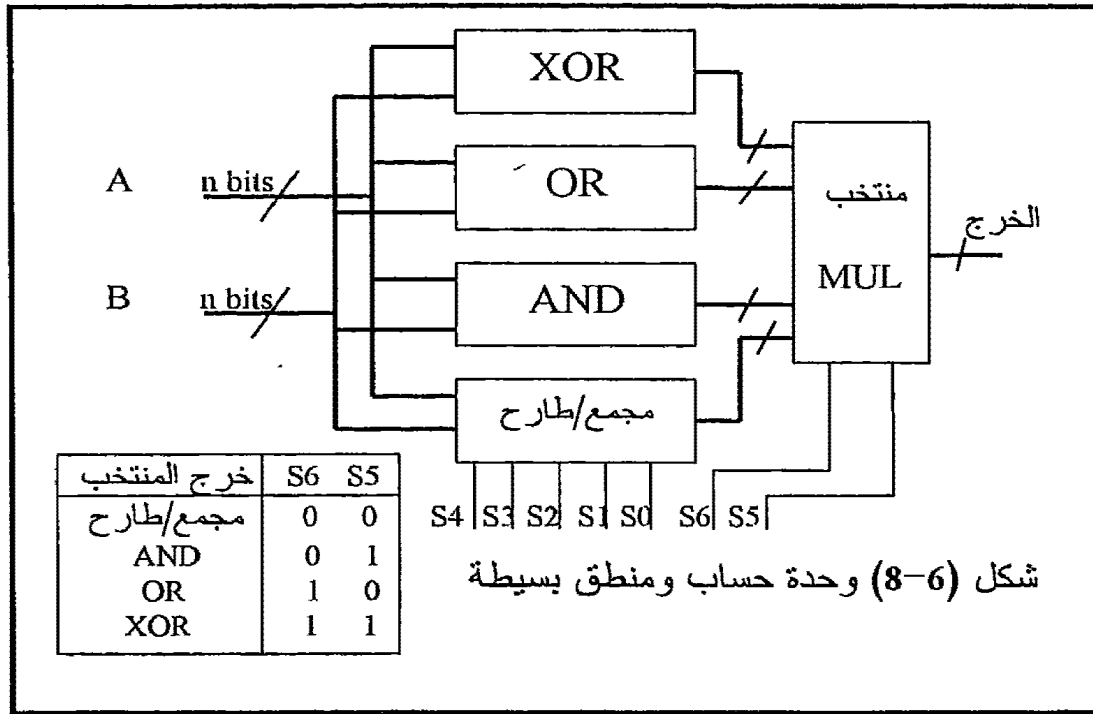 XOR
A n bits
OR
منتخب
MUL
الخرج
B n bits
AND
مجمع/طارح
S4 S3 S2 S1 S0 S6 S5
خرج المنتخب S6 S5
مجمع/طارح 0 0
AND 0 1
OR 1 0
XOR 1 1
شكل (6-8) وحدة حساب ومنطق بسيطة